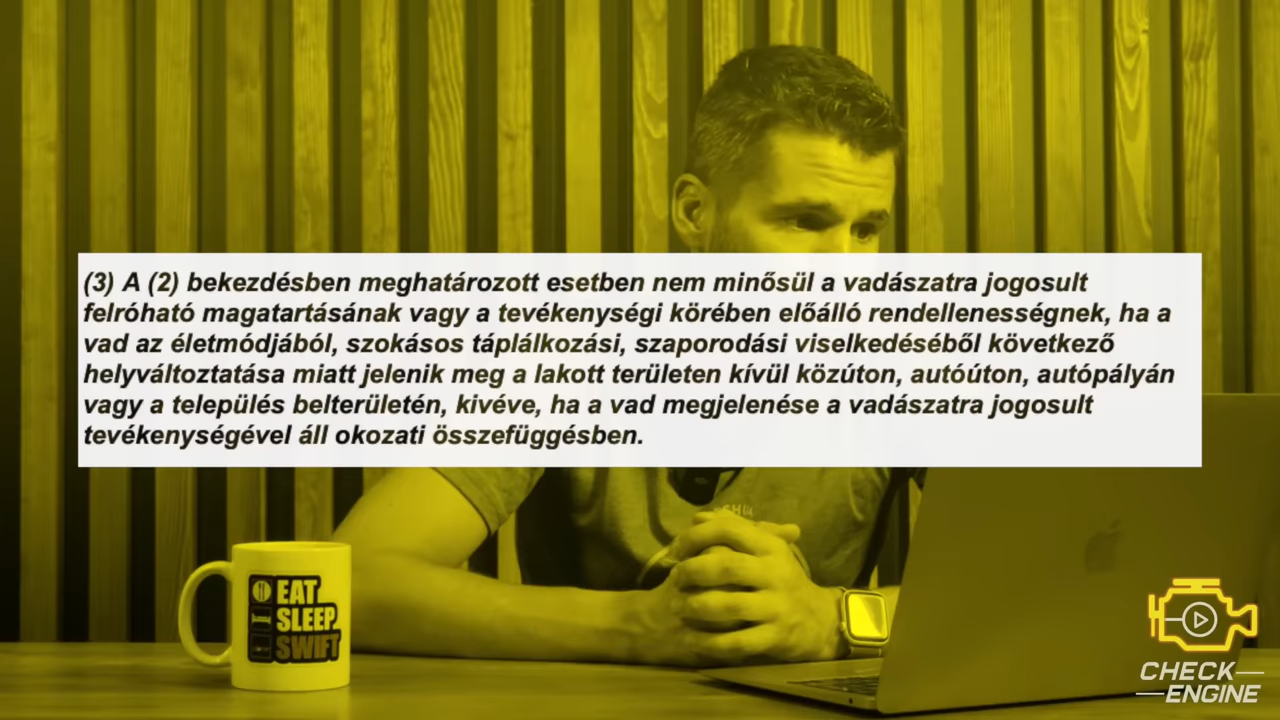 (3) A (2) bekezdésben meghatározott esetben nem minősül a vadászatra jogosult
felróható magatartásának vagy a tevékenységi körében előálló rendellenességnek, ha a
vad az életmódjából, szokásos táplálkozási, szaporodási viselkedéséből következő
helyváltoztatása miatt jelenik meg a lakott területen kívül közúton, autóúton, autópályán
vagy a település belterületén, kivéve, ha a vad megjelenése a vadászatra jogosult
tevékenységével áll okozati összefüggésben.
EAT
SLEEP
SWIFT
CHECK
ENGINE